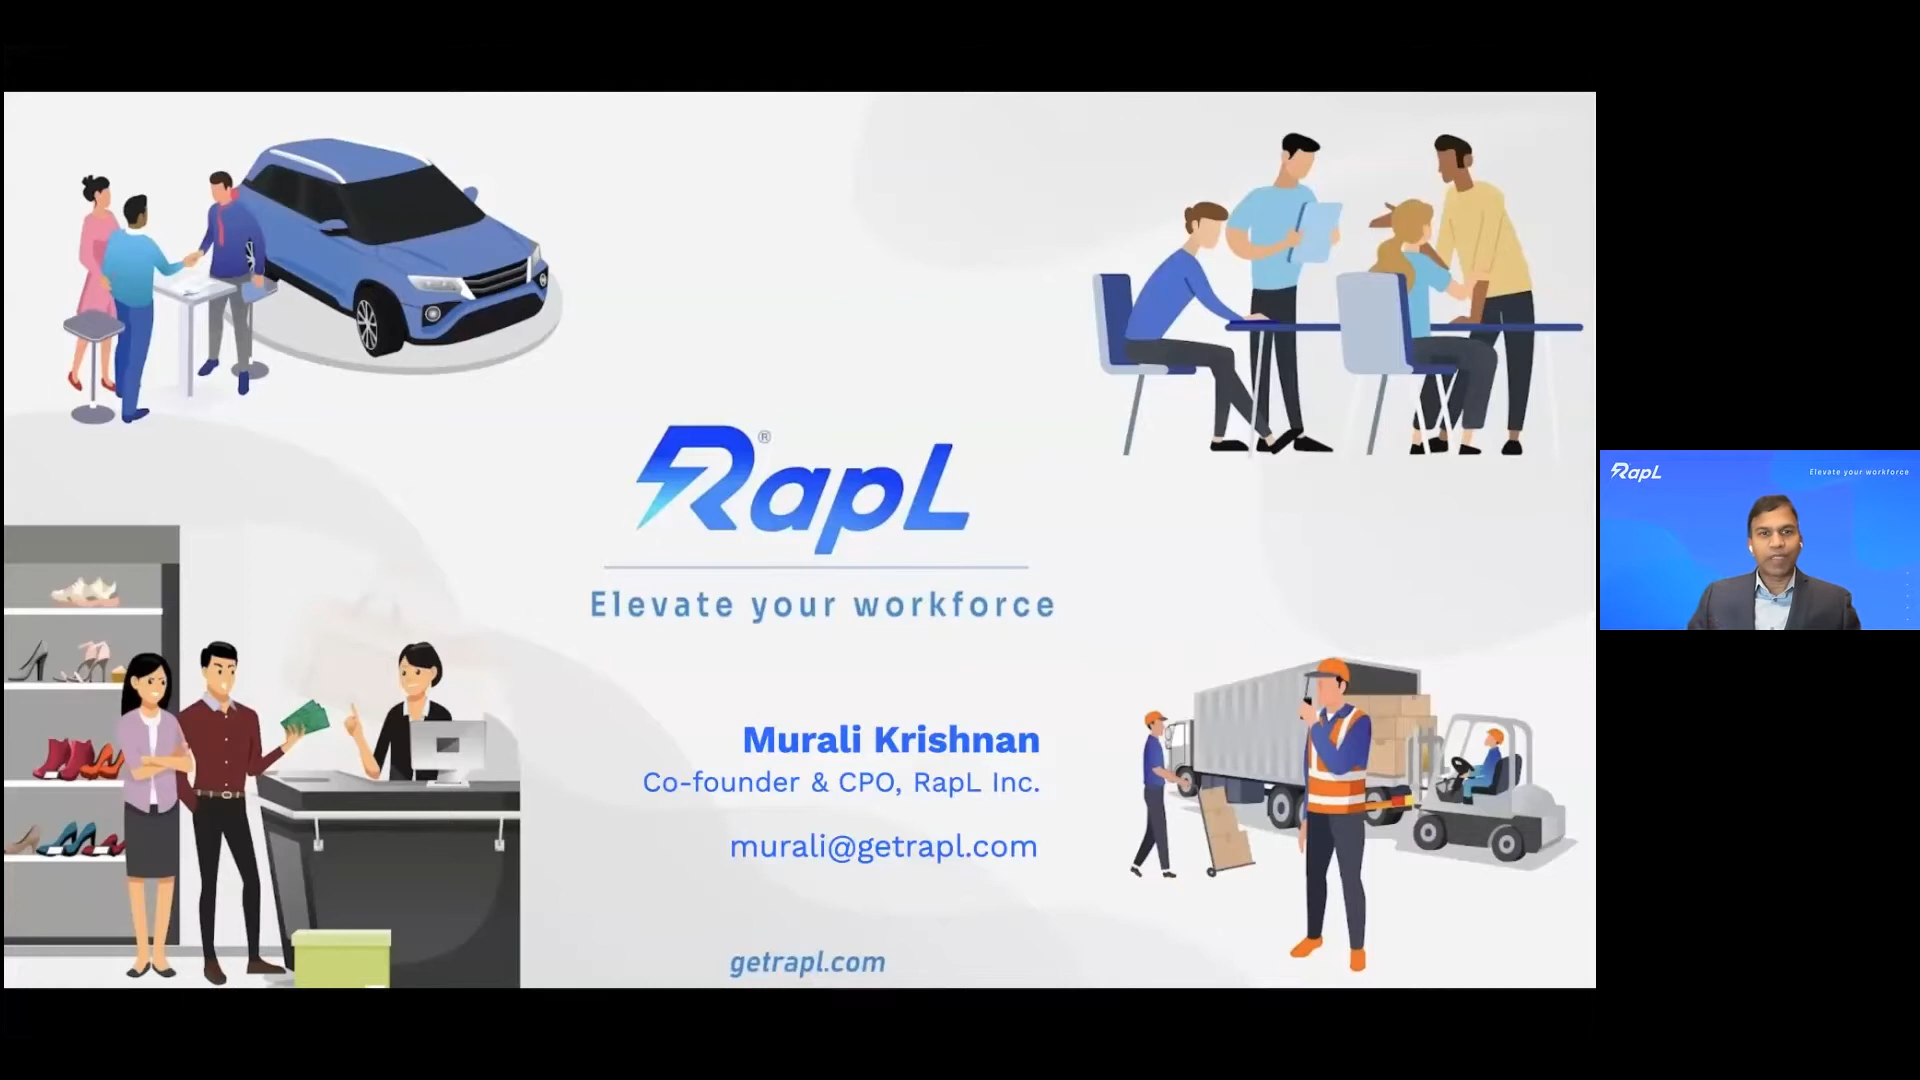 RapL®
Elevate your workforce
Murali Krishnan
Co-founder & CPO, RapL Inc.
murali@getrapl.com
getrapl.com
RapL
Elevate your workforce